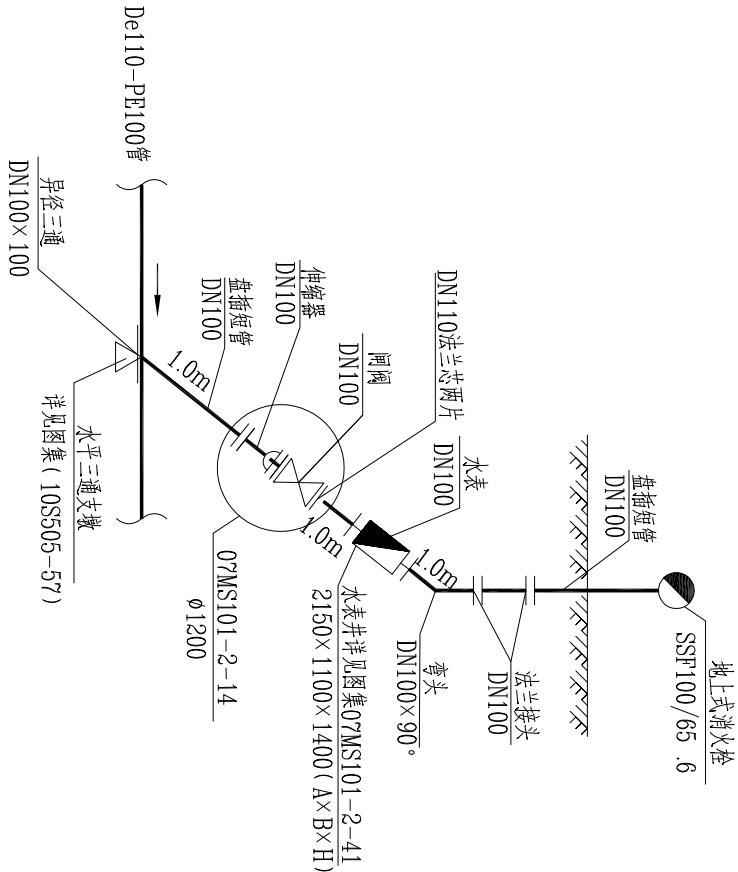 De110-PE100管
异径三通
DN100×100
水平三通支墩
详见图集(10S505-57)
盘插短管
DN100
1.0m
伸缩器
DN100
闸阀
DN100
DN110法兰芯两片
水表
DN100
1.0m
1.0m
07MS101-2-14
ø1200
水表井详见图集07MS101-2-41
2150×1100×1400(A×B×H)
弯头
DN100×90°
法兰接头
DN100
盘插短管
DN100
地上式消火栓
SSF100/65 .6